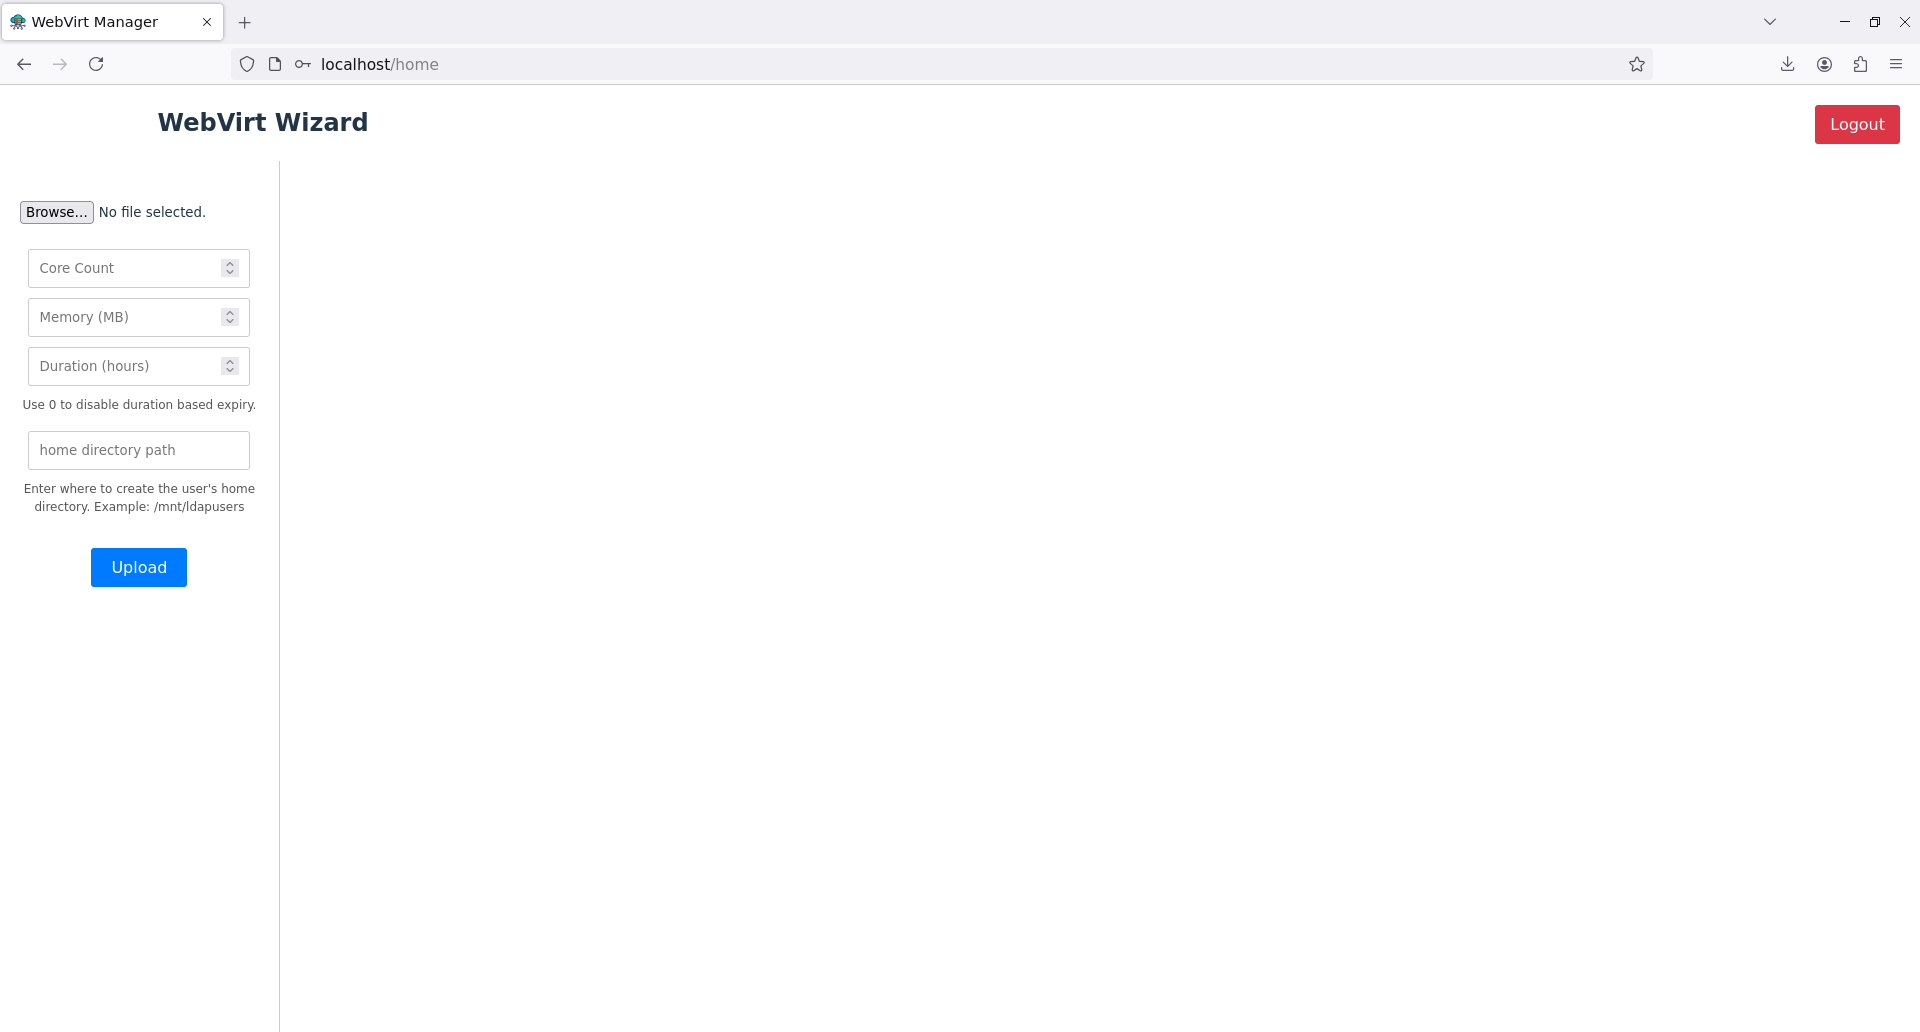 WebVirt Manager
localhost/home
WebVirt Wizard
Logout
Browse... No file selected.
Core Count
Memory (MB)
Duration (hours)
Use 0 to disable duration based expiry.
home directory path
Enter where to create the user's home
directory. Example: /mnt/ldapusers
Upload